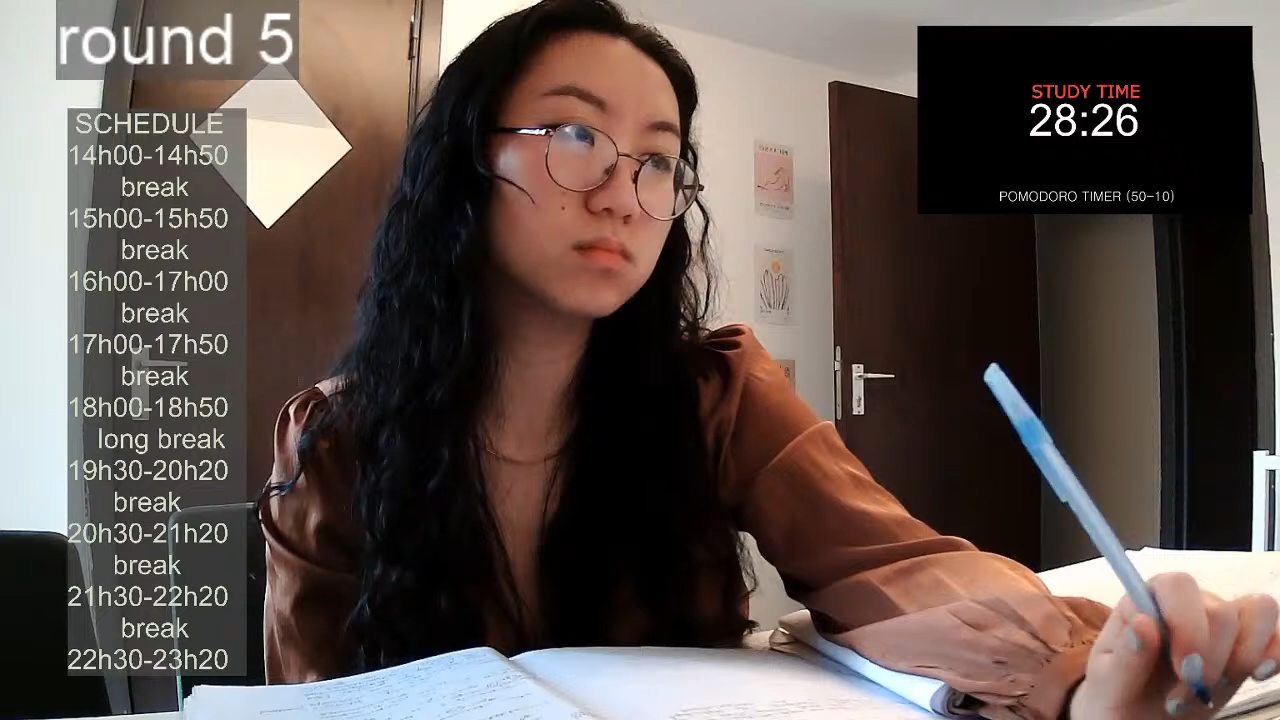 round 5
SCHEDULE
14h00-14h50
break
15h00-15h50
break
16h00-17h00
break
17h00-17h50
break
18h00-18h50
long break
19h30-20h20
break
20h30-21h20
break
21h30-22h20
break
22h30-23h20
STUDY TIME
28:26
POMODORO TIMER (50-10)